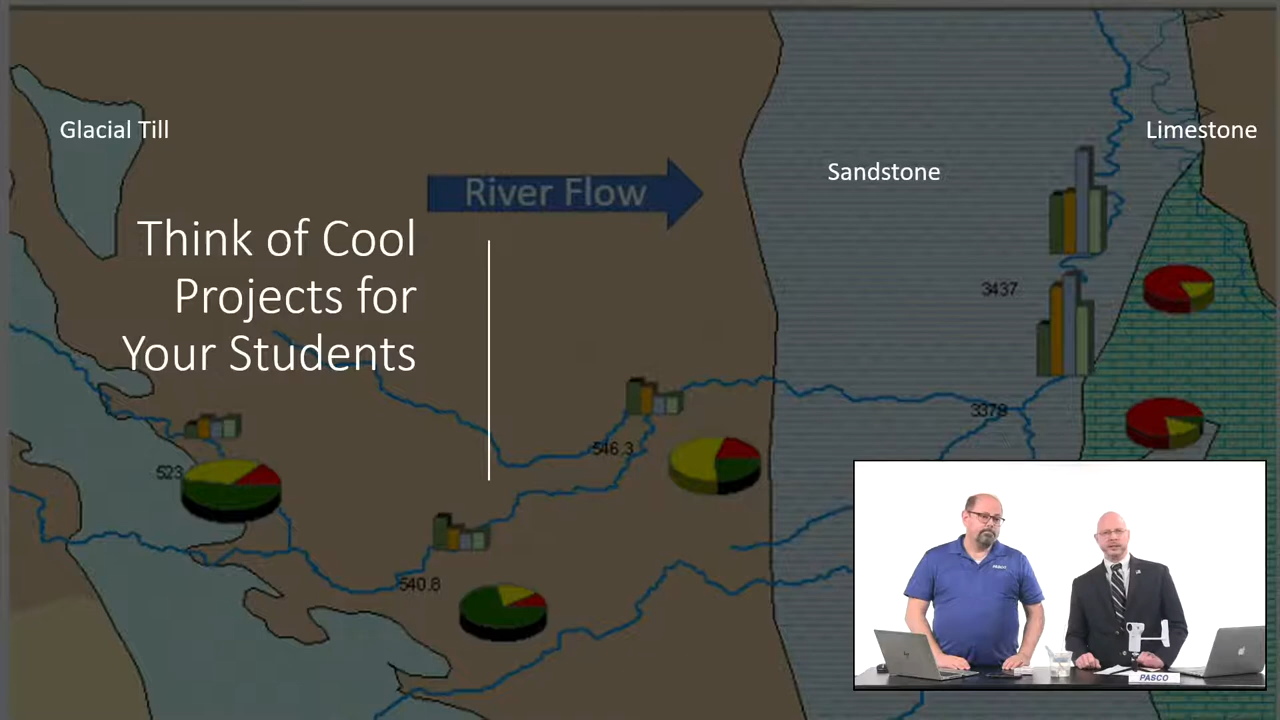 Glacial Till
Limestone
Sandstone
River Flow
Think of Cool
Projects for
Your Students
3437
3379
546.3
523
540.8
PASCO
PASCO